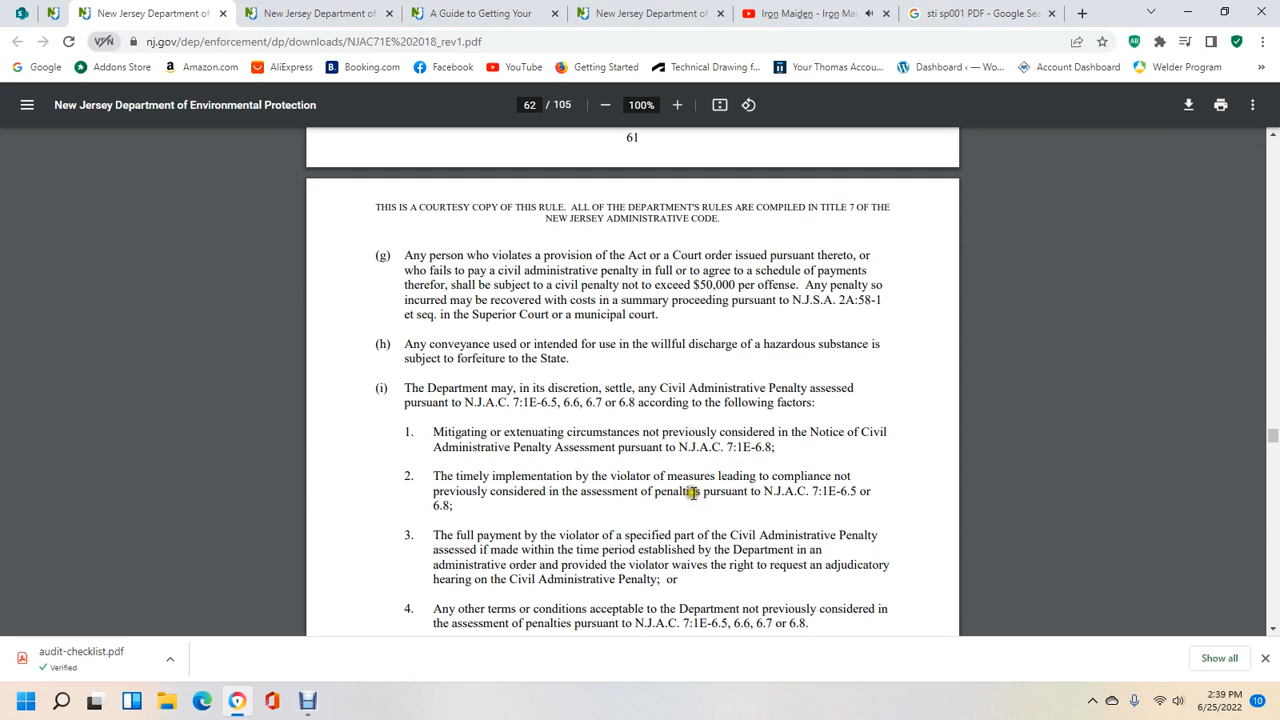 New Jersey Department of
New Jersey Department of
A Guide to Getting Your
New Jersey Department of
Iron Maiden - Iron Ma
sti sp001 PDF - Google Sea
VPN
nj.gov/dep/enforcement/dp/downloads/NJAC71E%2018_rev1.pdf
Google
Addons Store
Amazon.com
AliExpress
Booking.com
Facebook
YouTube
Getting Started
Technical Drawing f...
Your Thomas Accou...
Dashboard ‹ — Wo...
Account Dashboard
Welder Program
»
New Jersey Department of Environmental Protection
62 / 105
100%
61
THIS IS A COURTESY COPY OF THIS RULE. ALL OF THE DEPARTMENT'S RULES ARE COMPILED IN TITLE 7 OF THE
NEW JERSEY ADMINISTRATIVE CODE.
(g) Any person who violates a provision of the Act or a Court order issued pursuant thereto, or
who fails to pay a civil administrative penalty in full or to agree to a schedule of payments
therefor, shall be subject to a civil penalty not to exceed $50,000 per offense. Any penalty so
incurred may be recovered with costs in a summary proceeding pursuant to N.J.S.A. 2A:58-1
et seq. in the Superior Court or a municipal court.
(h) Any conveyance used or intended for use in the willful discharge of a hazardous substance is
subject to forfeiture to the State.
(i) The Department may, in its discretion, settle, any Civil Administrative Penalty assessed
pursuant to N.J.A.C. 7:1E-6.5, 6.6, 6.7 or 6.8 according to the following factors:
1. Mitigating or extenuating circumstances not previously considered in the Notice of Civil
Administrative Penalty Assessment pursuant to N.J.A.C. 7:1E-6.8;
2. The timely implementation by the violator of measures leading to compliance not
previously considered in the assessment of penalties pursuant to N.J.A.C. 7:1E-6.5 or
6.8;
3. The full payment by the violator of a specified part of the Civil Administrative Penalty
assessed if made within the time period established by the Department in an
administrative order and provided the violator waives the right to request an adjudicatory
hearing on the Civil Administrative Penalty; or
4. Any other terms or conditions acceptable to the Department not previously considered in
the assessment of penalties pursuant to N.J.A.C. 7:1E-6.5, 6.6, 6.7 or 6.8.
audit-checklist.pdf
Verified
Show all
2:39 PM
6/25/2022
10